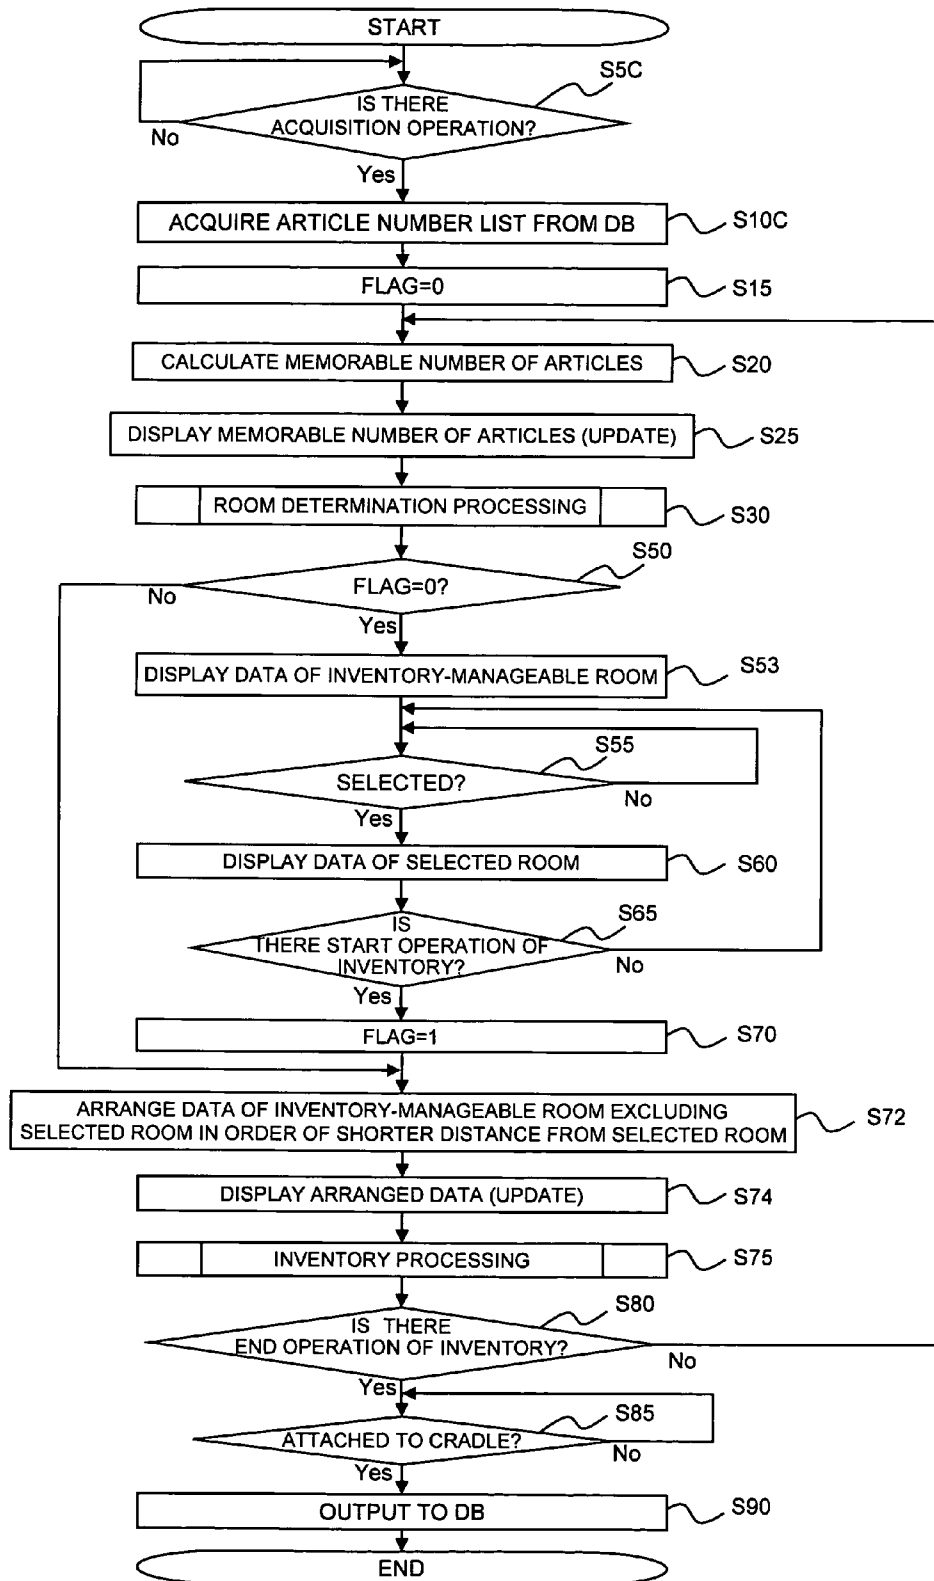 START
S5C
IS THERE
ACQUISITION OPERATION?
No
Yes
ACQUIRE ARTICLE NUMBER LIST FROM DB
S10C
FLAG=0
S15
CALCULATE MEMORABLE NUMBER OF ARTICLES
S20
DISPLAY MEMORABLE NUMBER OF ARTICLES (UPDATE)
S25
ROOM DETERMINATION PROCESSING
S30
S50
FLAG=0?
No
Yes
DISPLAY DATA OF INVENTORY-MANAGEABLE ROOM
S53
S55
SELECTED?
No
Yes
DISPLAY DATA OF SELECTED ROOM
S60
S65
IS
THERE START OPERATION OF
INVENTORY?
No
Yes
FLAG=1
S70
ARRANGE DATA OF INVENTORY-MANAGEABLE ROOM EXCLUDING
SELECTED ROOM IN ORDER OF SHORTER DISTANCE FROM SELECTED ROOM
S72
DISPLAY ARRANGED DATA (UPDATE)
S74
INVENTORY PROCESSING
S75
S80
IS THERE
END OPERATION OF INVENTORY?
No
Yes
S85
ATTACHED TO CRADLE?
No
Yes
OUTPUT TO DB
S90
END